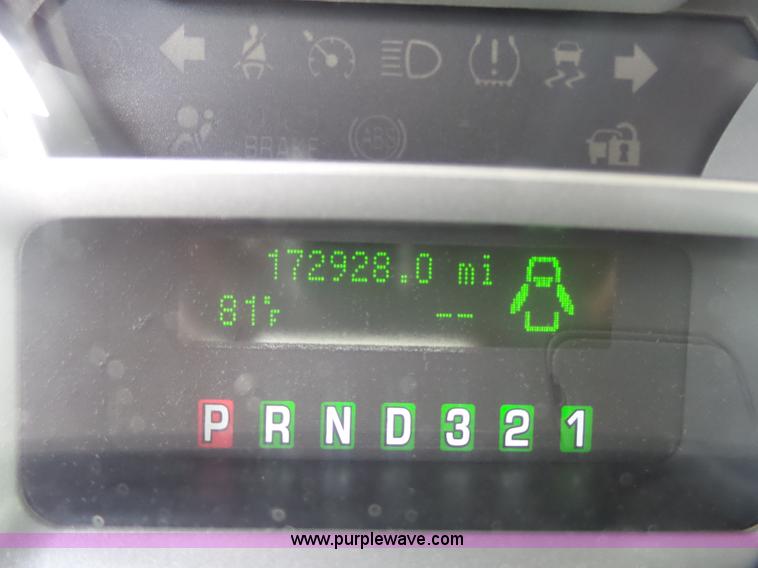 BRAKE ABS
172928.0 mi
81°F --
P R N D 3 2 1
www.purplewave.com